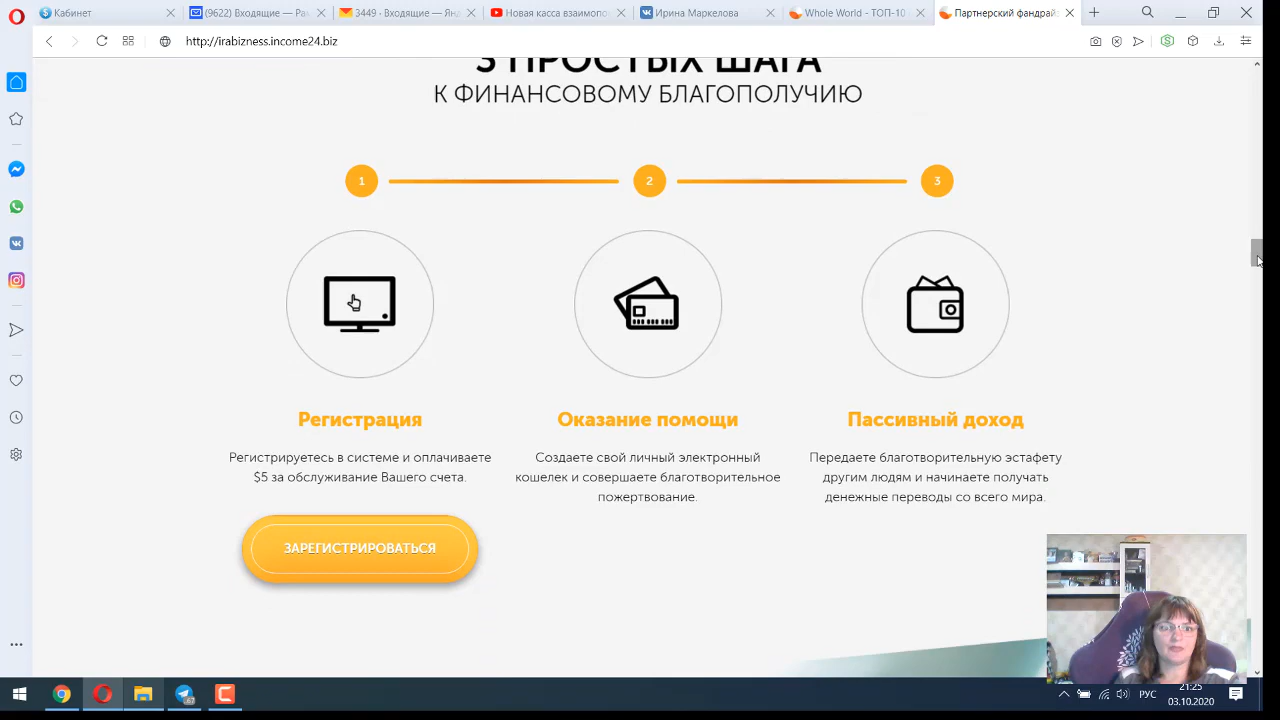 Кабинет
(9622) Входящие - Рам
3449 · Входящие — Янд
Новая касса взаимопо
Ирина Маркелова
Whole World - ТОП-10
Партнерский фандрайз
http://irabizness.income24.biz
3 ПРОСТЫХ ШАГА
К ФИНАНСОВОМУ БЛАГОПОЛУЧИЮ
1
2
3
Регистрация
Оказание помощи
Пассивный доход
Регистрируетесь в системе и оплачиваете
$5 за обслуживание Вашего счета.
Создаете свой личный электронный
кошелек и совершаете благотворительное
пожертвование.
Передаете благотворительную эстафету
другим людям и начинаете получать
денежные переводы со всего мира.
ЗАРЕГИСТРИРОВАТЬСЯ
РУС
21:25
03.10.2020